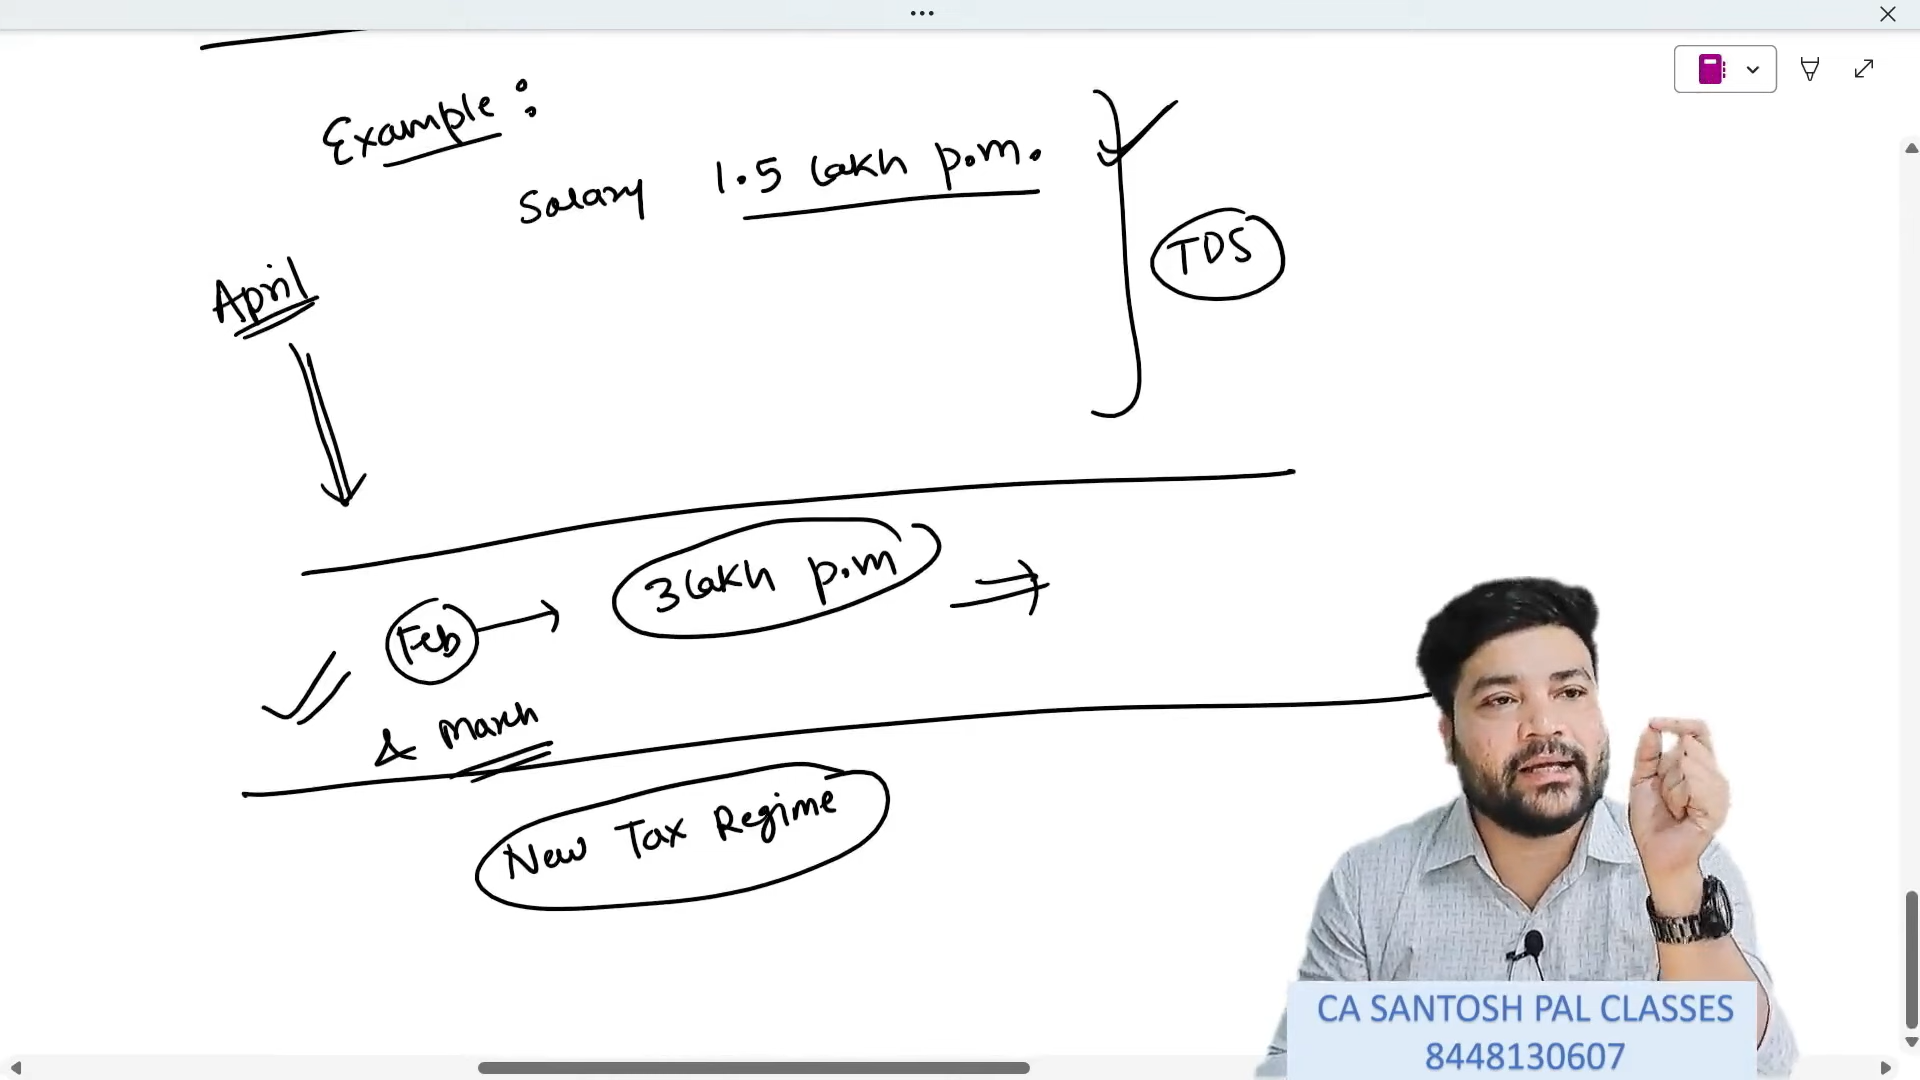 Example :
Salary 1.5 lakh p.m.
TDS
April
Feb 3 lakh p.m
& March
New Tax Regime
CA SANTOSH PAL CLASSES
8448130607